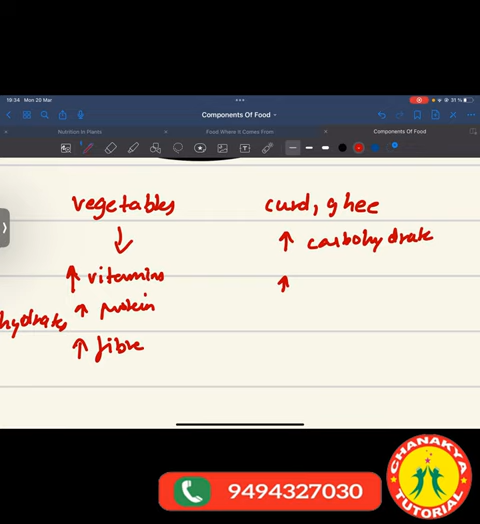 19:34 Mon 20 Mar
31 %
Components Of Food
Nutrition In Plants
Food Where It Comes From
Components Of Food
vegetables
curd, ghee
↑ carbohydrate
↑ vitamins
↑
↑ protein
hydrate
↑ fibre
9494327030
CHANAKYA
TUTORIAL